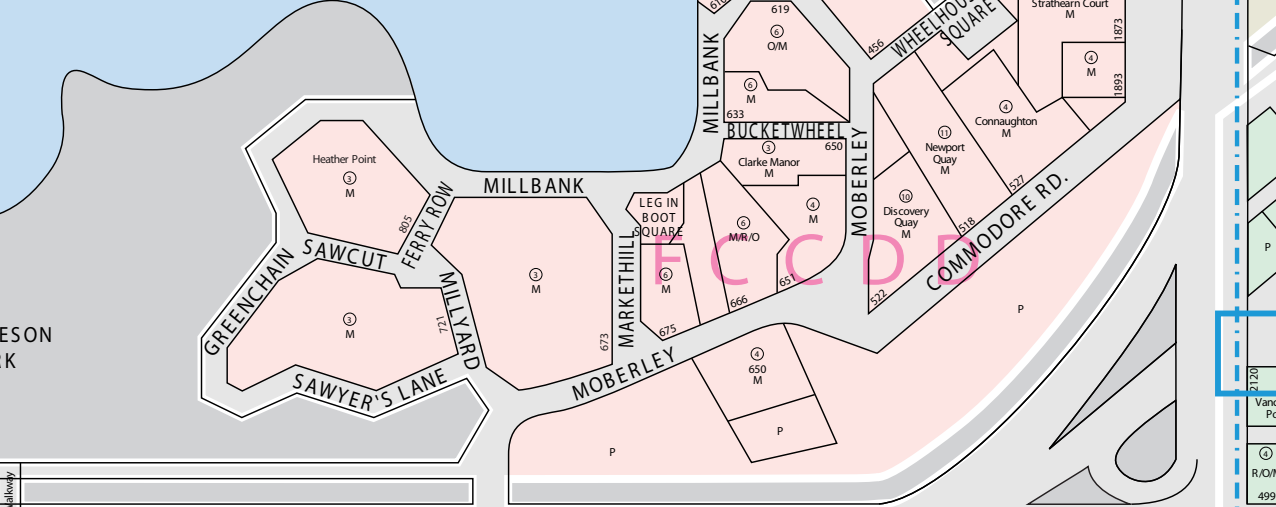 619
6
O/M
6
M
633
MILLBANK
BUCKETWHEEL
456
WHEELHOUSE
SQUARE
Strathearn Court
M
1873
4
M
1893
4
Connaughton
M
11
Newport
Quay
M
527
10
Discovery
Quay
M
518
522
COMMODORE RD.
3
650
Clarke Manor
M
4
M
MOBERLEY
651
6
M/R/O
666
LEG IN
BOOT
SQUARE
6
M
675
MARKETHILL
FCCDD
MILLBANK
Heather Point
3
M
805
FERRY ROW
SAWCUT
GREENCHAIN
3
M
721
MILLYARD
SAWYER'S LANE
3
M
673
MOBERLEY
4
650
M
P
P
P
ESON
RK
P
2120
4
R/O/M
499